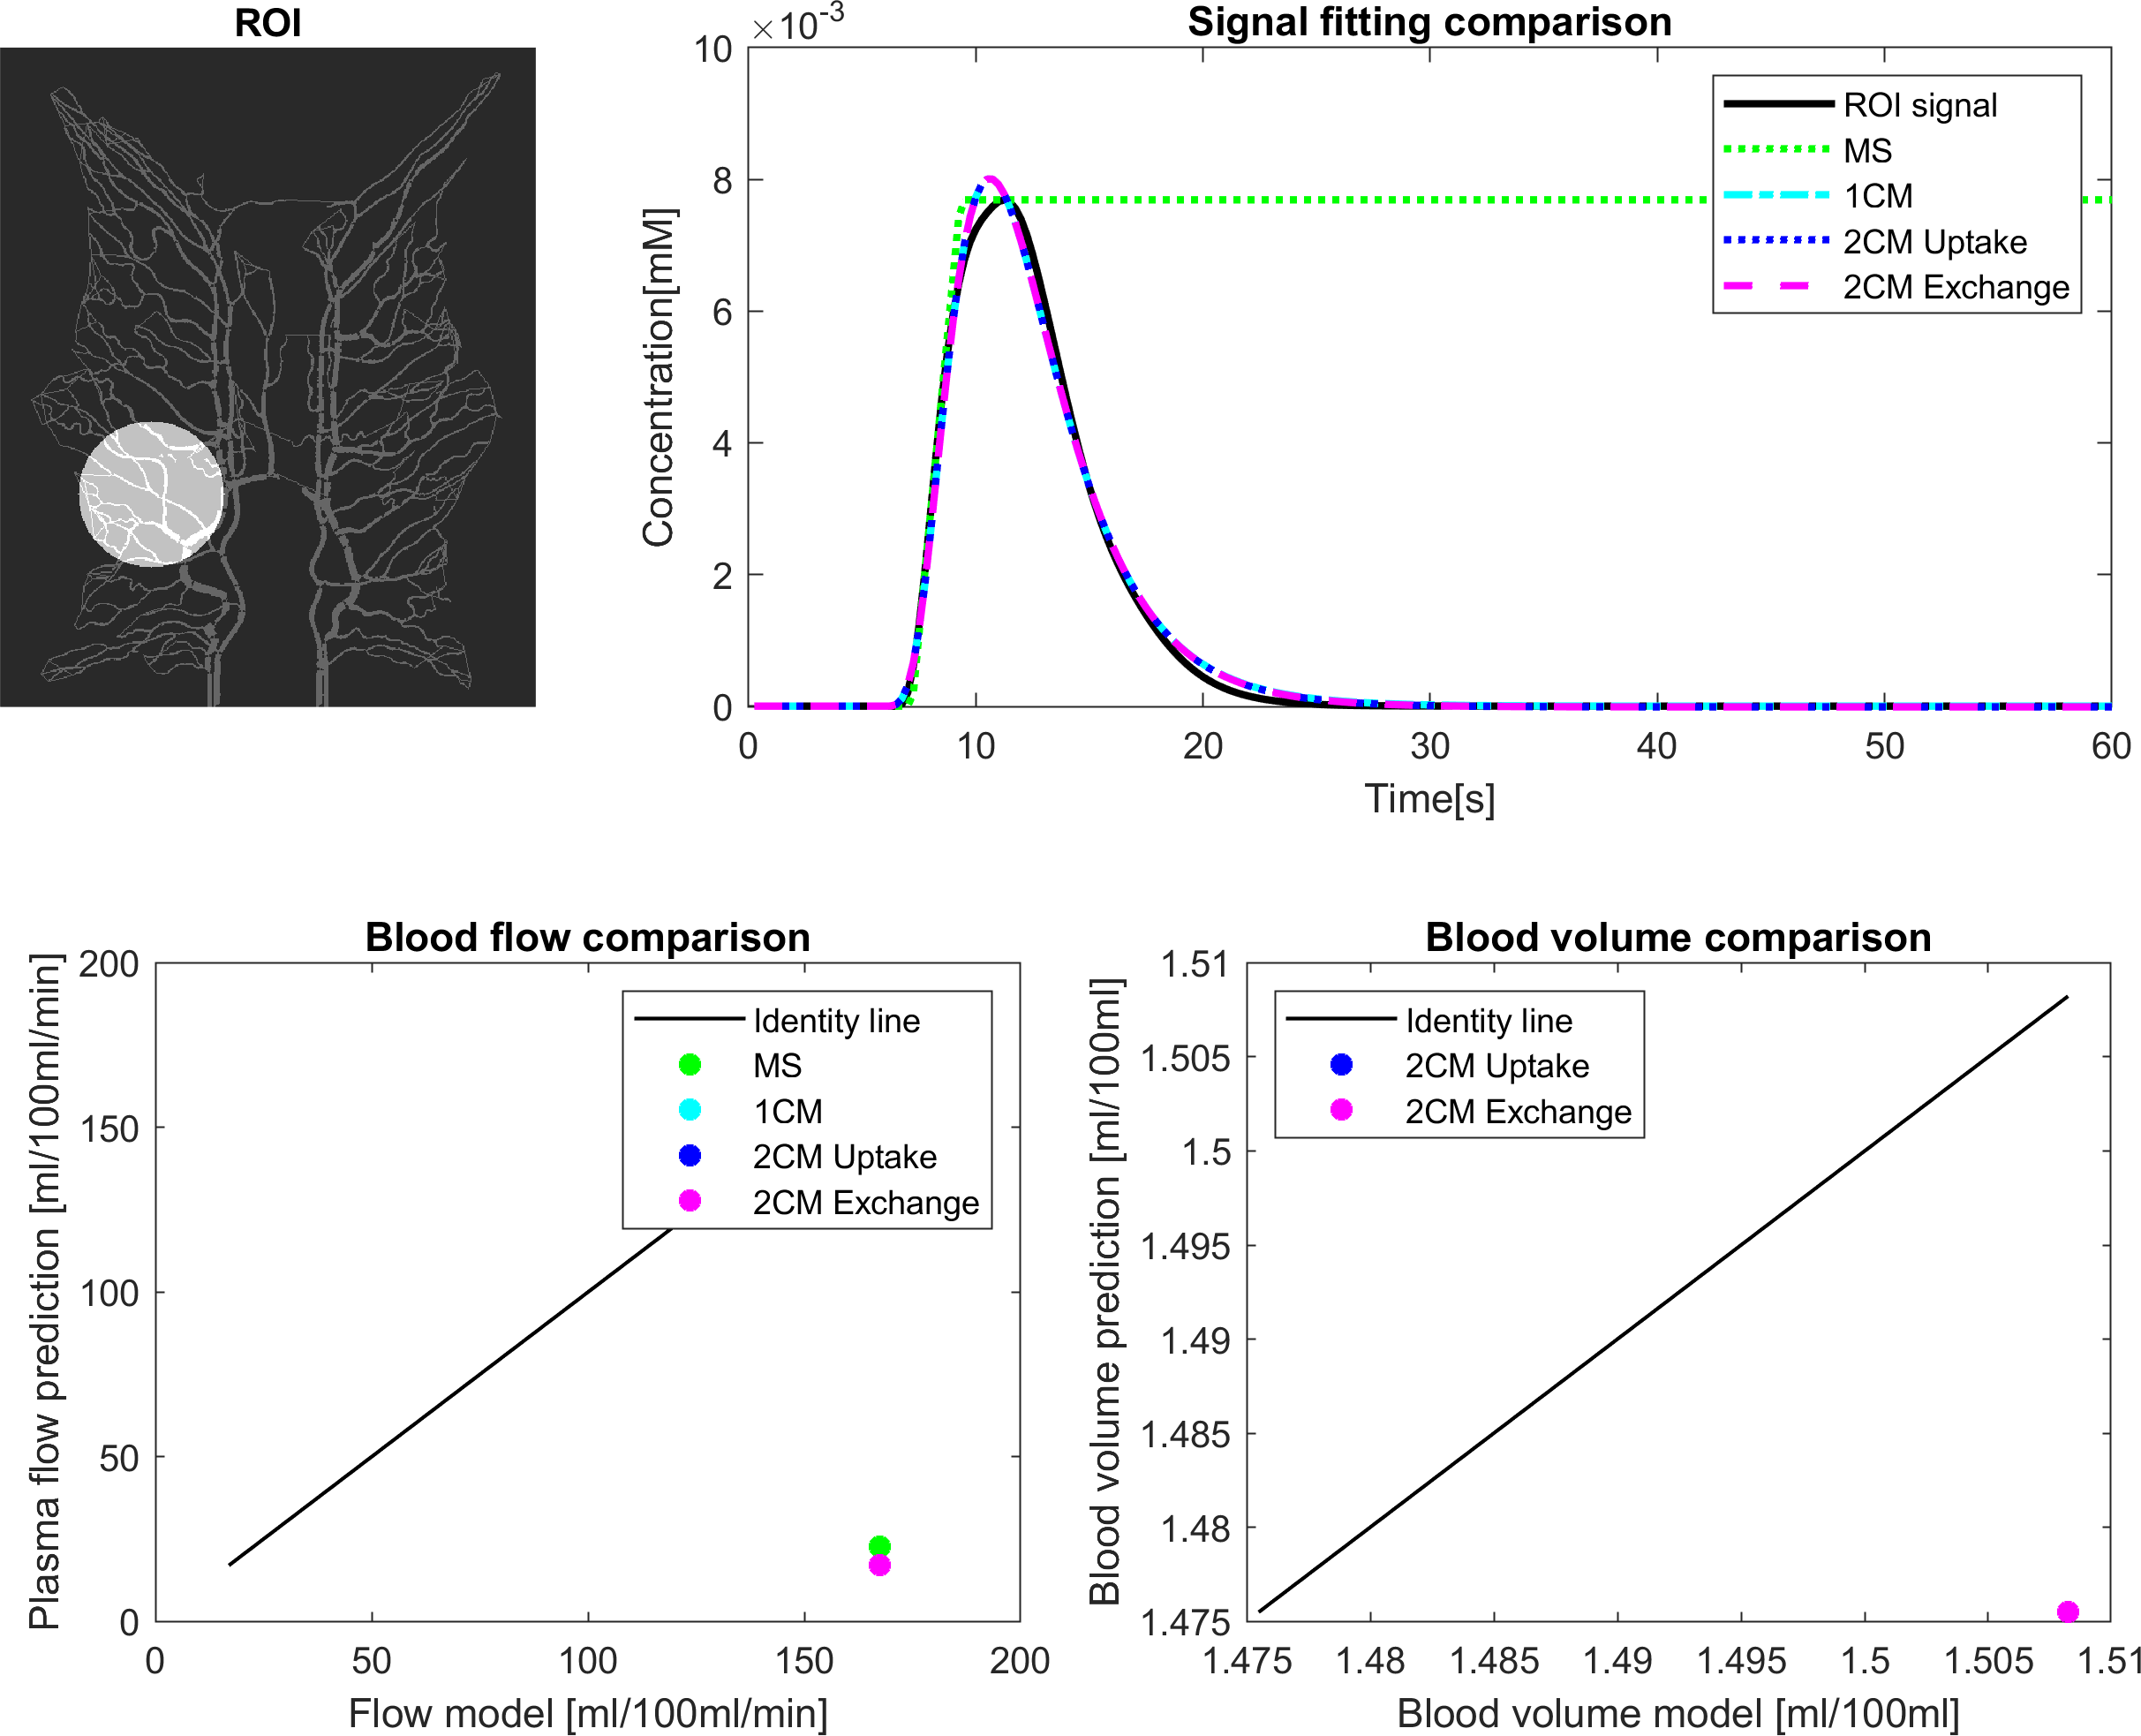 ROI
Signal fitting comparison
×10-3
10
8
6
4
2
0
Concentration[mM]
0 10 20 30 40 50 60
Time[s]
ROI signal
MS
1CM
2CM Uptake
2CM Exchange
Blood flow comparison
200
150
100
50
0
Plasma flow prediction [ml/100ml/min]
0 50 100 150 200
Flow model [ml/100ml/min]
Identity line
MS
1CM
2CM Uptake
2CM Exchange
Blood volume comparison
1.51
1.505
1.5
1.495
1.49
1.485
1.48
1.475
Blood volume prediction [ml/100ml]
1.475 1.48 1.485 1.49 1.495 1.5 1.505 1.51
Blood volume model [ml/100ml]
Identity line
2CM Uptake
2CM Exchange